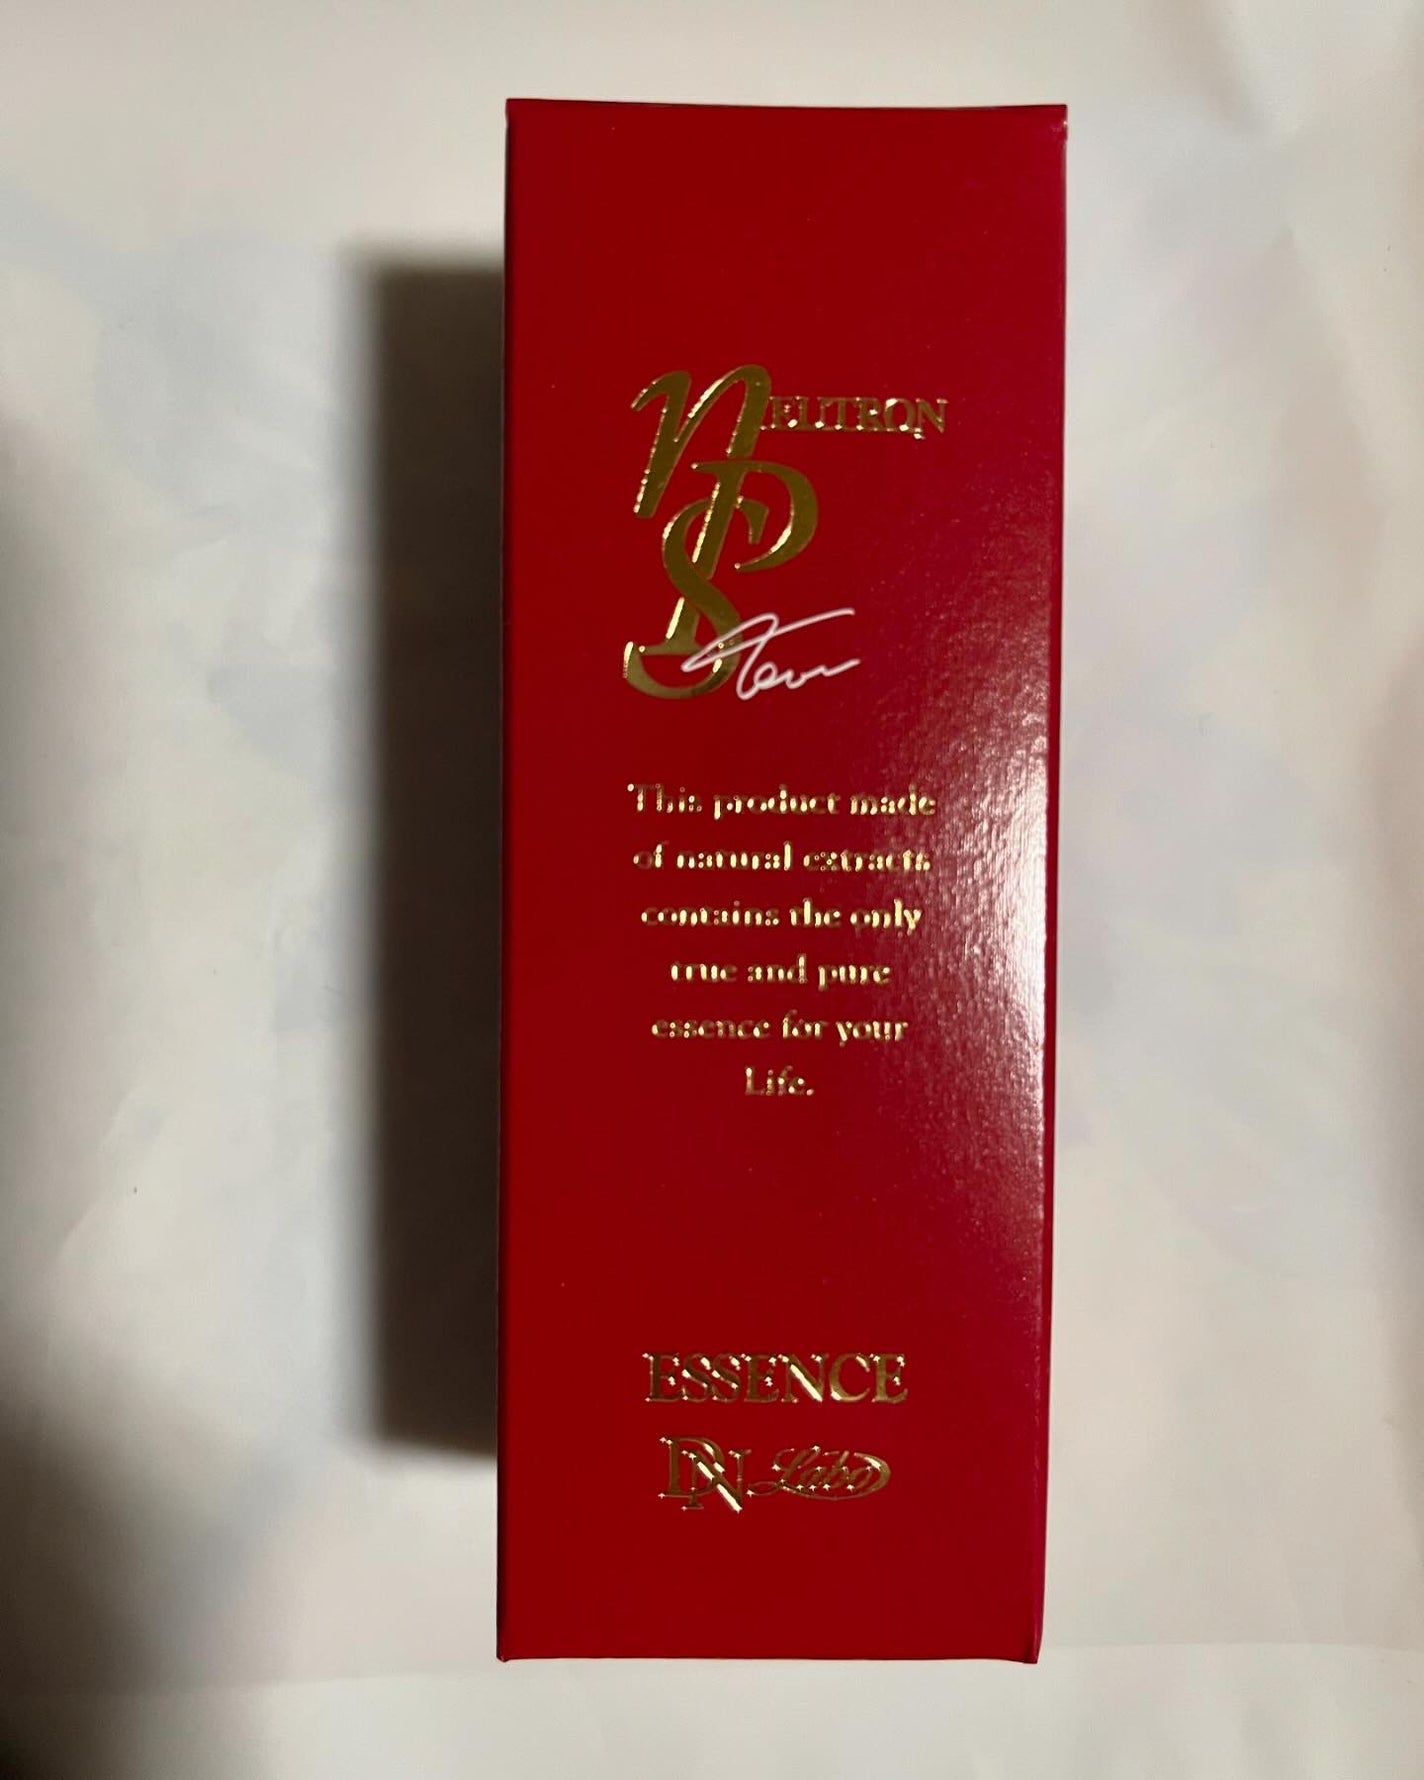 NEUTRON
NPS
This product made
of natural extracts
contains the only
true and pure
essence for your
Life.
ESSENCE
DN Labo